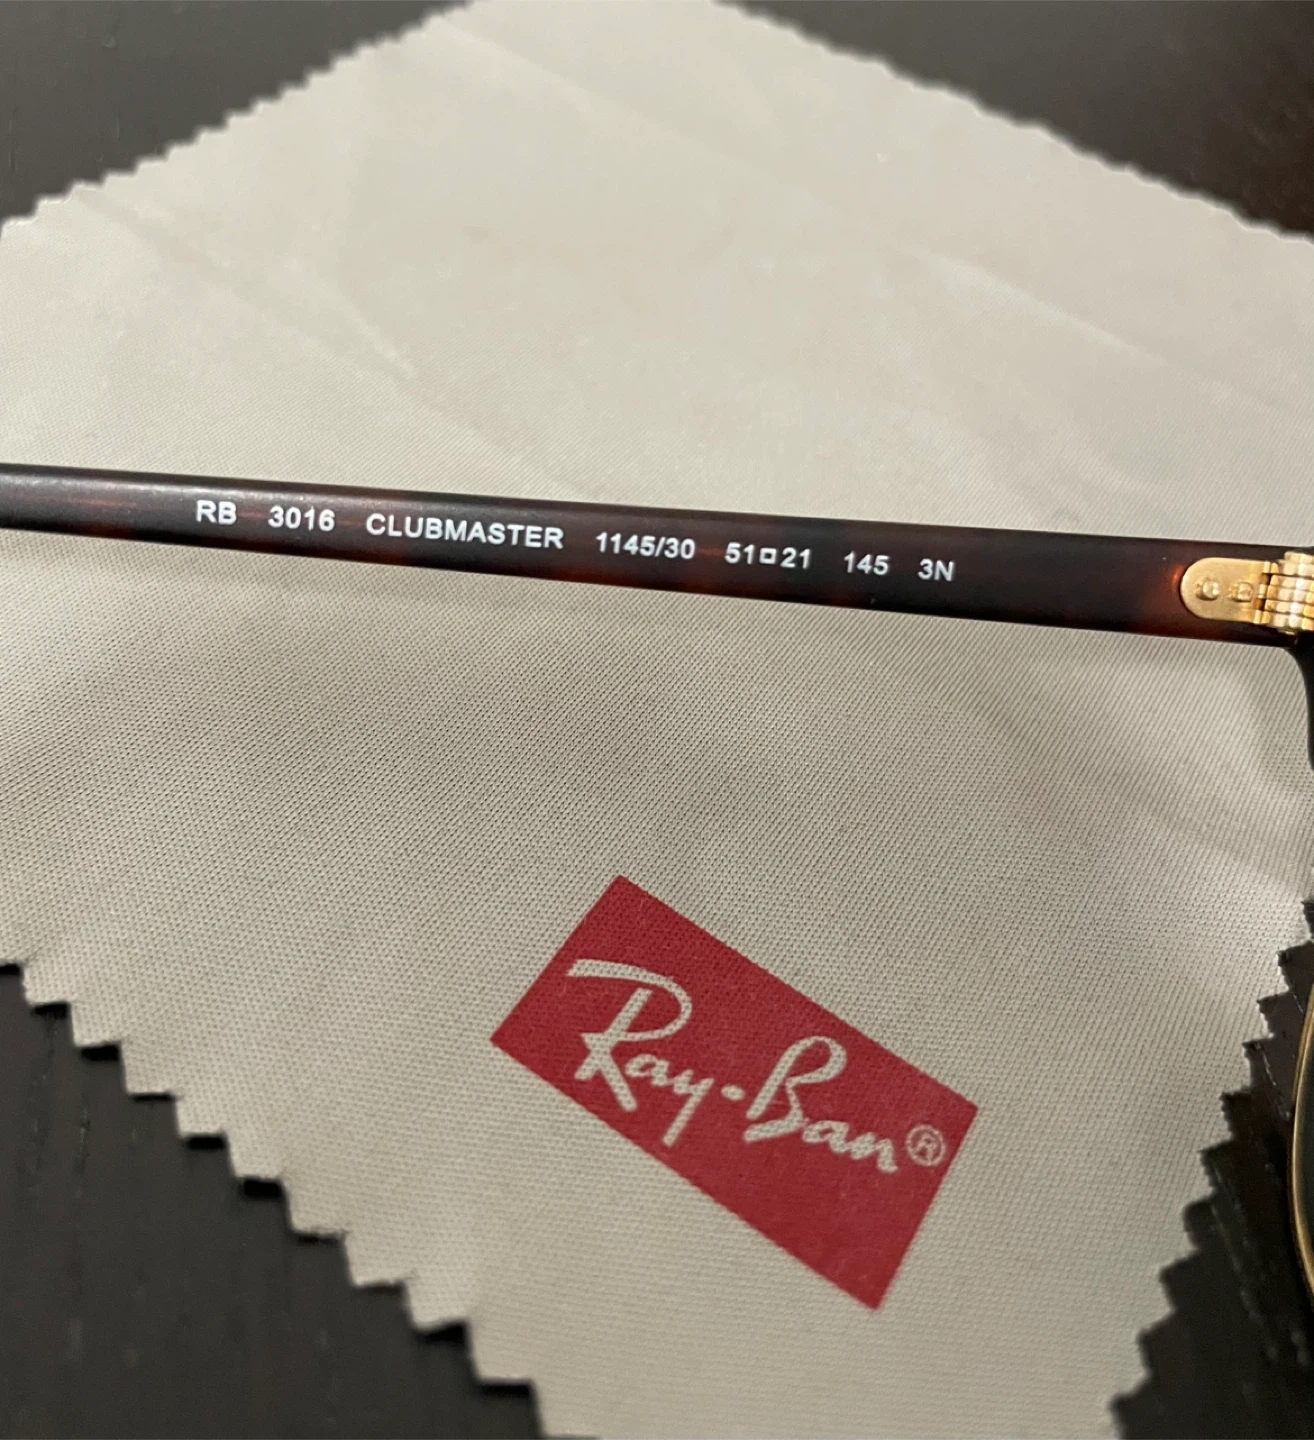 RB 3016 CLUBMASTER 1145/30 51□21 145 3N
Ray-Ban®